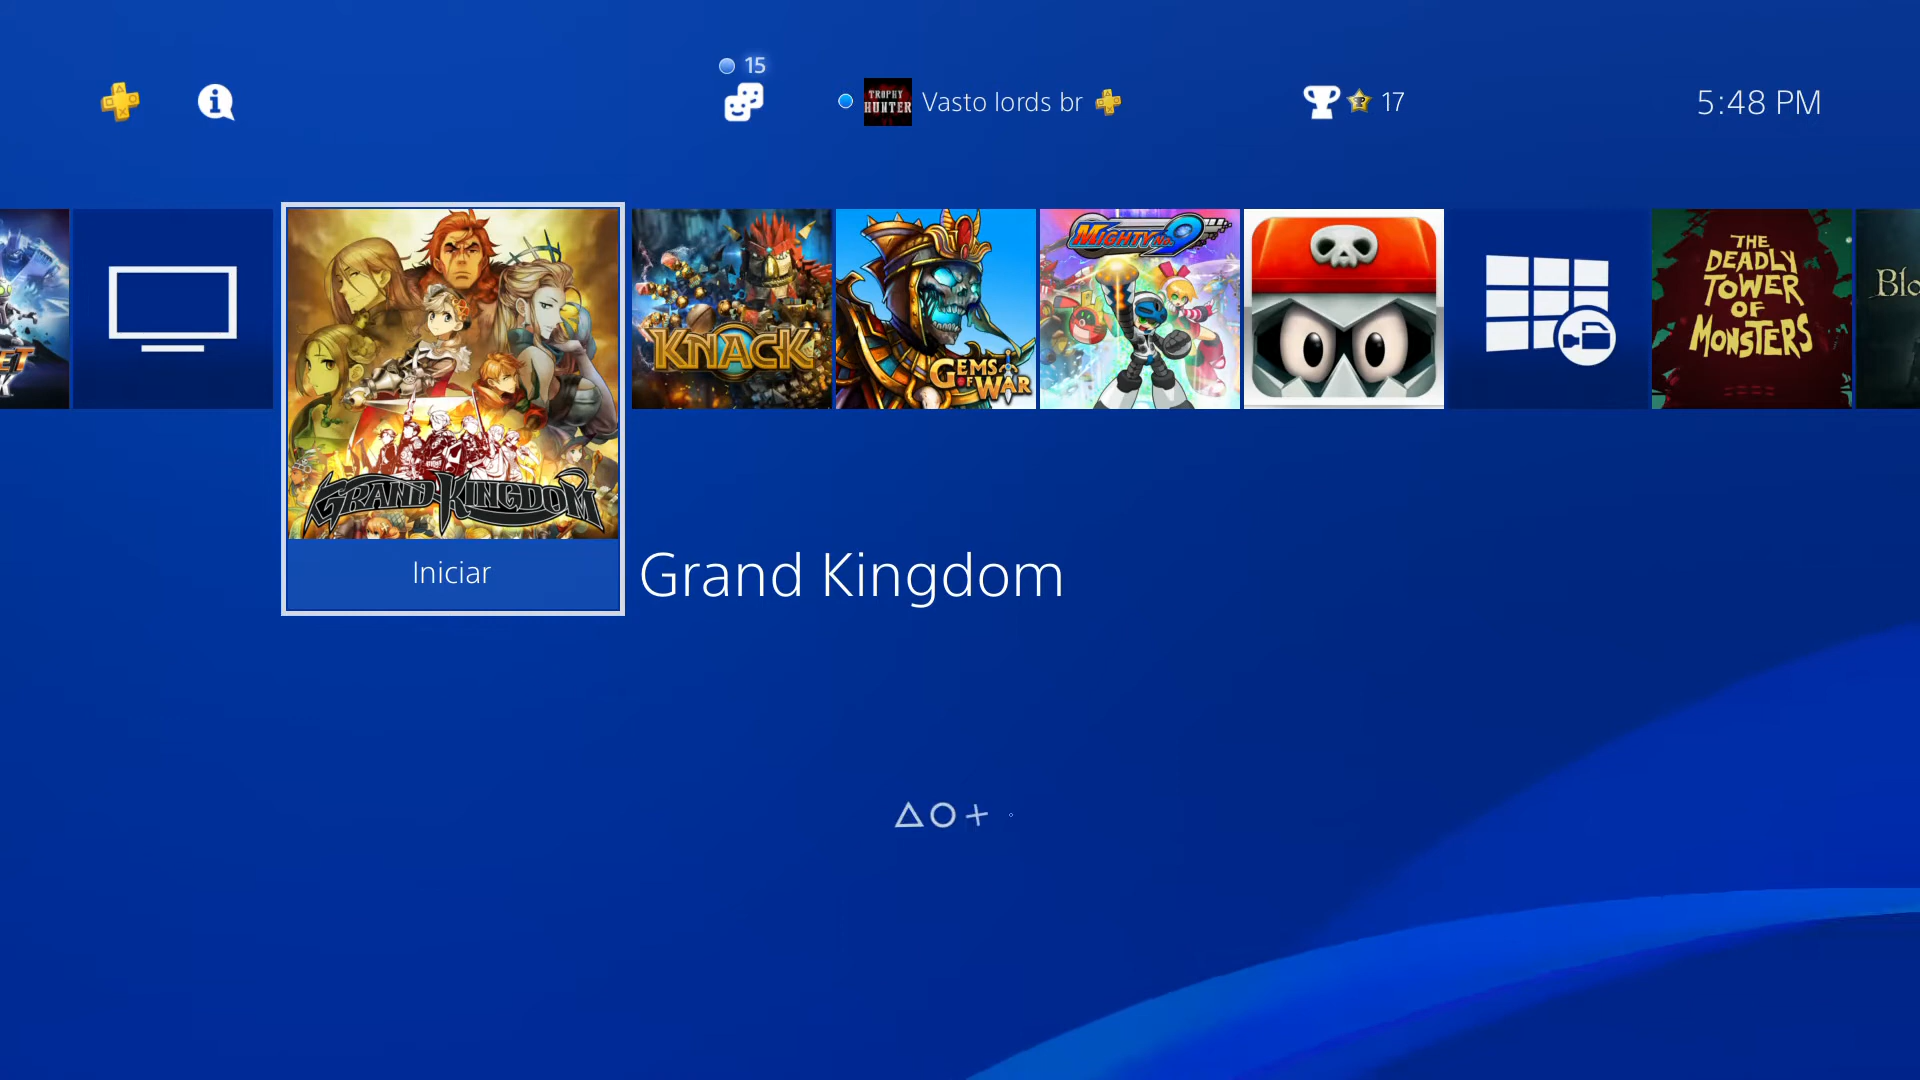 15
TROPHY
HUNTER
Vasto lords br
17
5:48 PM
KNACK
GEMS
OF WAR
MIGHTY No. 9
THE
DEADLY
TOWER
OF
MONSTERS
GRAND KINGDOM
Iniciar
Grand Kingdom